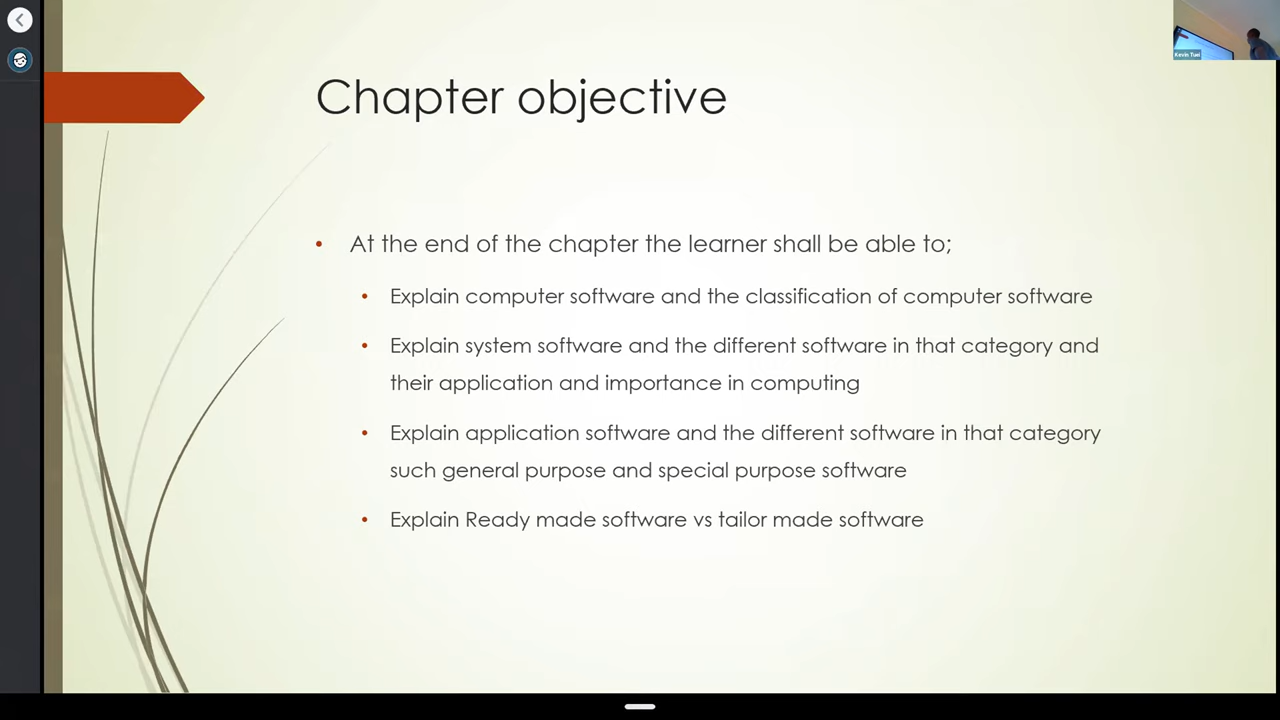 Kevin Tuei
Chapter objective
• At the end of the chapter the learner shall be able to;
• Explain computer software and the classification of computer software
• Explain system software and the different software in that category and
their application and importance in computing
• Explain application software and the different software in that category
such general purpose and special purpose software
• Explain Ready made software vs tailor made software